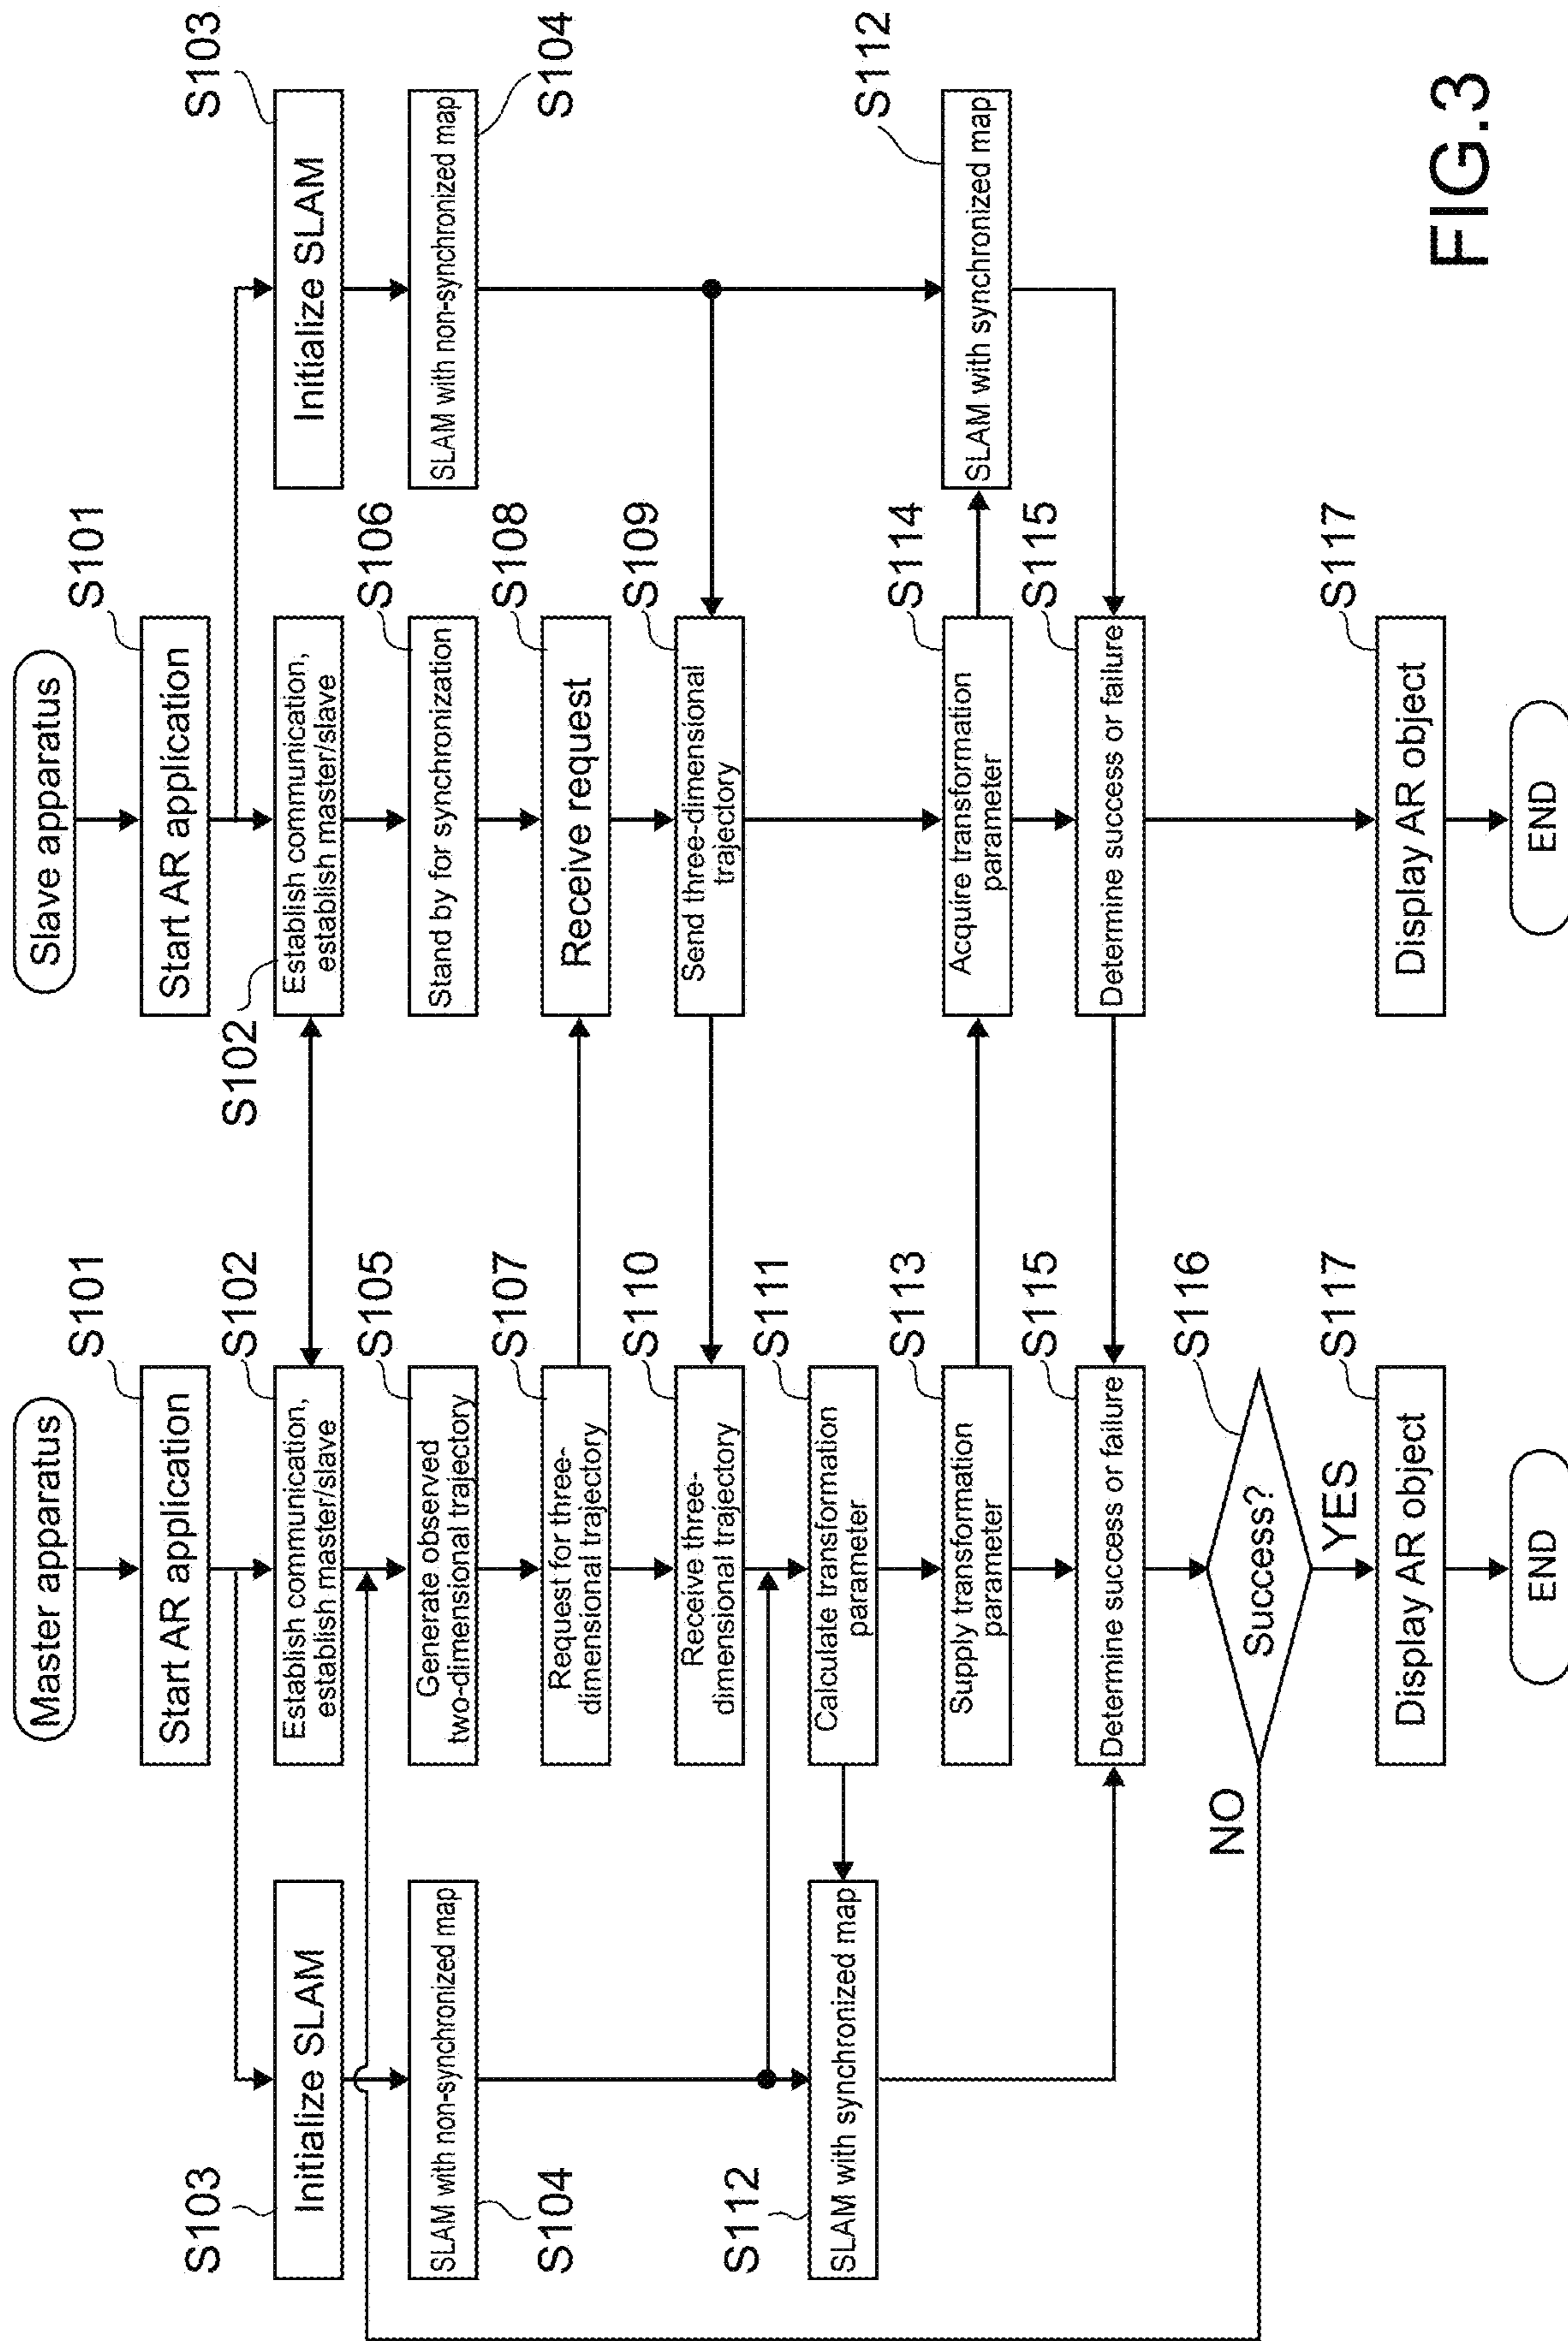 Master apparatus
S101
Start AR application
S102
Establish communication,
establish master/slave
S103
Initialize SLAM
S104
SLAM with non-synchronized map
S105
Generate observed
two-dimensional trajectory
S107
Request for three-
dimensional trajectory
S110
Receive three-
dimensional trajectory
S111
Calculate transformation
parameter
S112
SLAM with synchronized map
S113
Supply transformation
parameter
S115
Determine success or failure
S116
Success?
NO
YES
S117
Display AR object
END
Slave apparatus
S101
Start AR application
S102
Establish communication,
establish master/slave
S103
Initialize SLAM
S104
SLAM with non-synchronized map
S106
Stand by for synchronization
S108
Receive request
S109
Send three-dimensional
trajectory
S112
SLAM with synchronized map
S114
Acquire transformation
parameter
S115
Determine success or failure
S117
Display AR object
END
FIG.3